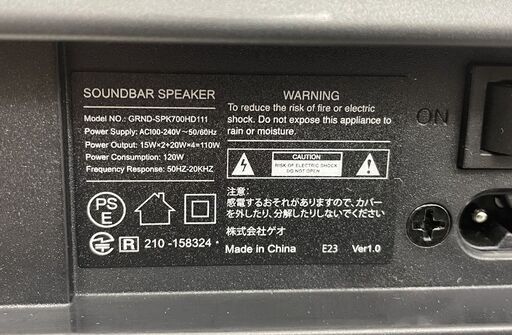 SOUNDBAR SPEAKER
Model NO.: GRND-SPK700HD111
Power Supply: AC100-240V~50/60Hz
Power Output: 15W×2+20W×4=110W
Power Consumption: 120W
Frequency Response: 50HZ-20KHZ
PS
E
R 210-158324
WARNING
To reduce the risk of fire or electric
shock. Do not expose this appliance to
rain or moisture.
CAUTION
RISK OF ELECTRIC SHOCK
DO NOT OPEN
注意:
感電するおそれがありますので、カバー
を外したり、分解したりしないでください
株式会社ゲオ
Made in China E23 Ver1.0
ON